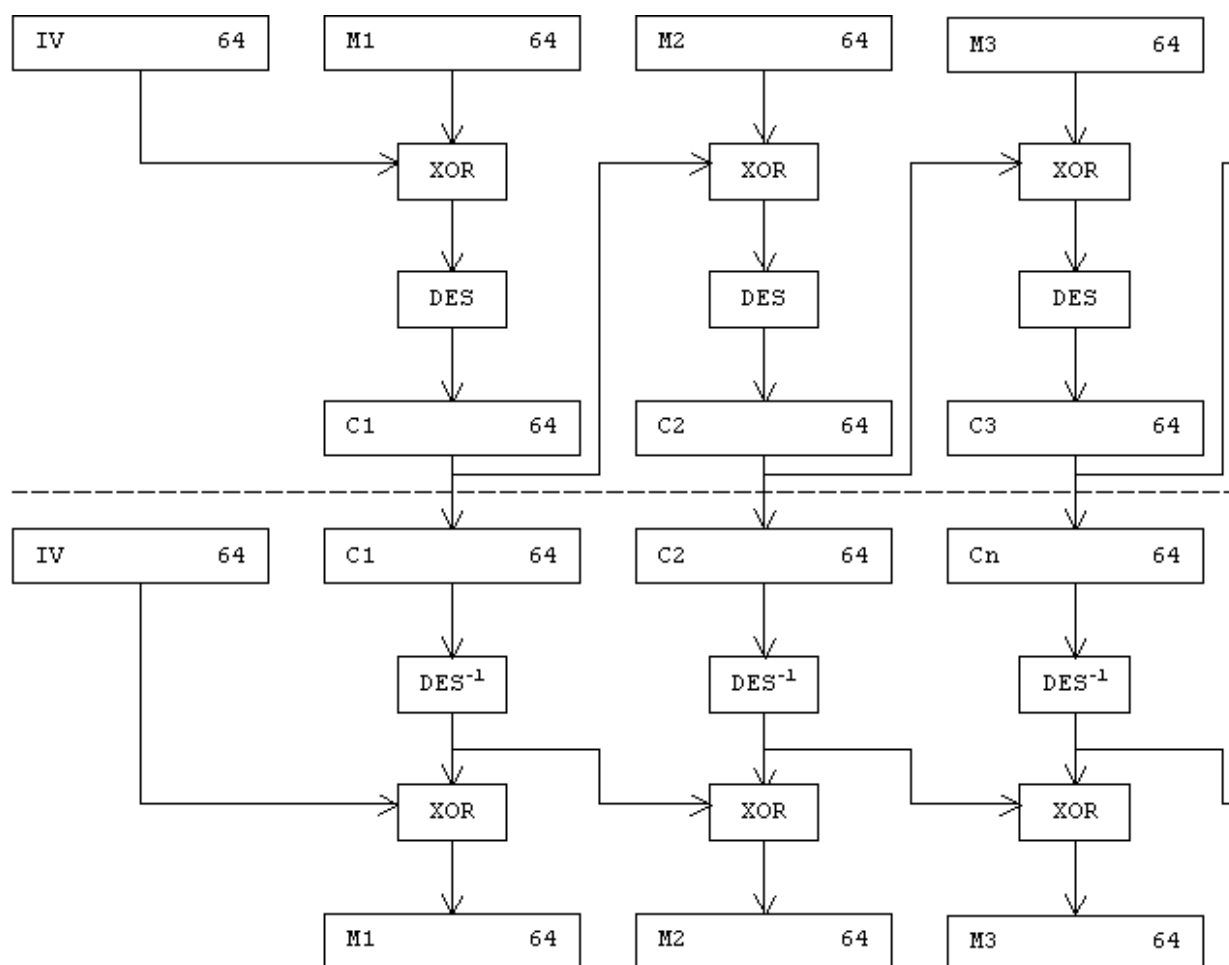 IV 64 M1 64 M2 64 M3 64
XOR XOR XOR
DES DES DES
C1 64 C2 64 C3 64
IV 64 C1 64 C2 64 Cn 64
DES⁻¹ DES⁻¹ DES⁻¹
XOR XOR XOR
M1 64 M2 64 M3 64